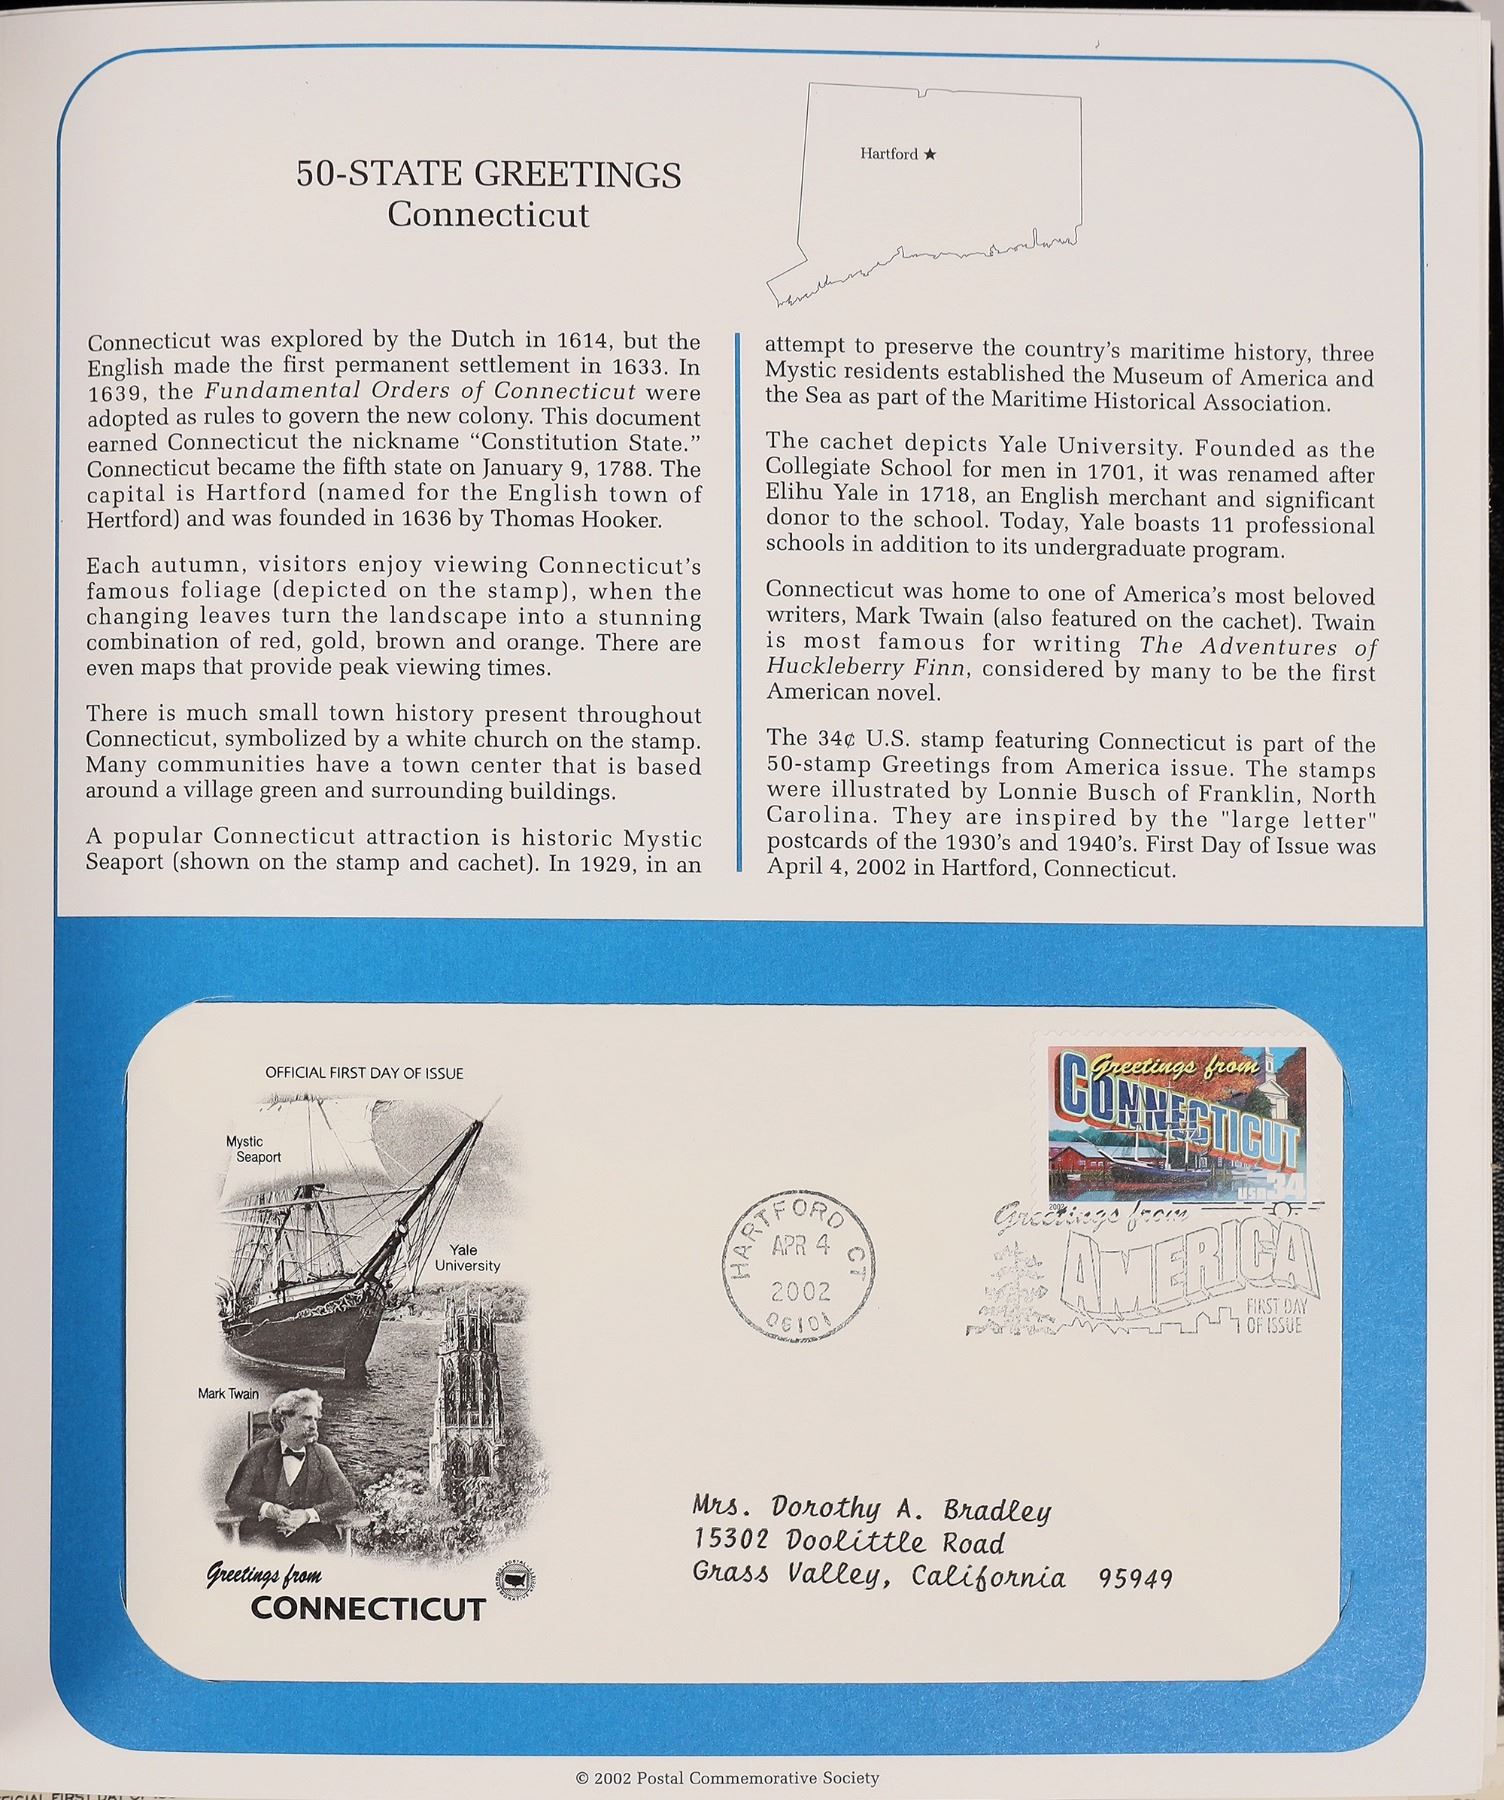 50-STATE GREETINGS
Connecticut
Hartford ★
Connecticut was explored by the Dutch in 1614, but the
English made the first permanent settlement in 1633. In
1639, the Fundamental Orders of Connecticut were
adopted as rules to govern the new colony. This document
earned Connecticut the nickname “Constitution State.”
Connecticut became the fifth state on January 9, 1788. The
capital is Hartford (named for the English town of
Hertford) and was founded in 1636 by Thomas Hooker.
Each autumn, visitors enjoy viewing Connecticut's
famous foliage (depicted on the stamp), when the
changing leaves turn the landscape into a stunning
combination of red, gold, brown and orange. There are
even maps that provide peak viewing times.
There is much small town history present throughout
Connecticut, symbolized by a white church on the stamp.
Many communities have a town center that is based
around a village green and surrounding buildings.
A popular Connecticut attraction is historic Mystic
Seaport (shown on the stamp and cachet). In 1929, in an
attempt to preserve the country's maritime history, three
Mystic residents established the Museum of America and
the Sea as part of the Maritime Historical Association.
The cachet depicts Yale University. Founded as the
Collegiate School for men in 1701, it was renamed after
Elihu Yale in 1718, an English merchant and significant
donor to the school. Today, Yale boasts 11 professional
schools in addition to its undergraduate program.
Connecticut was home to one of America's most beloved
writers, Mark Twain (also featured on the cachet). Twain
is most famous for writing The Adventures of
Huckleberry Finn, considered by many to be the first
American novel.
The 34¢ U.S. stamp featuring Connecticut is part of the
50-stamp Greetings from America issue. The stamps
were illustrated by Lonnie Busch of Franklin, North
Carolina. They are inspired by the "large letter"
postcards of the 1930's and 1940's. First Day of Issue was
April 4, 2002 in Hartford, Connecticut.
OFFICIAL FIRST DAY OF ISSUE
Mystic
Seaport
Yale
University
Mark Twain
Greetings from
CONNECTICUT
Greetings from
CONNECTICUT
USA 34
2002
HARTFORD CT
APR 4
2002
06101
Greetings from
AMERICA
FIRST DAY
OF ISSUE
Mrs. Dorothy A. Bradley
15302 Doolittle Road
Grass Valley, California 95949
© 2002 Postal Commemorative Society